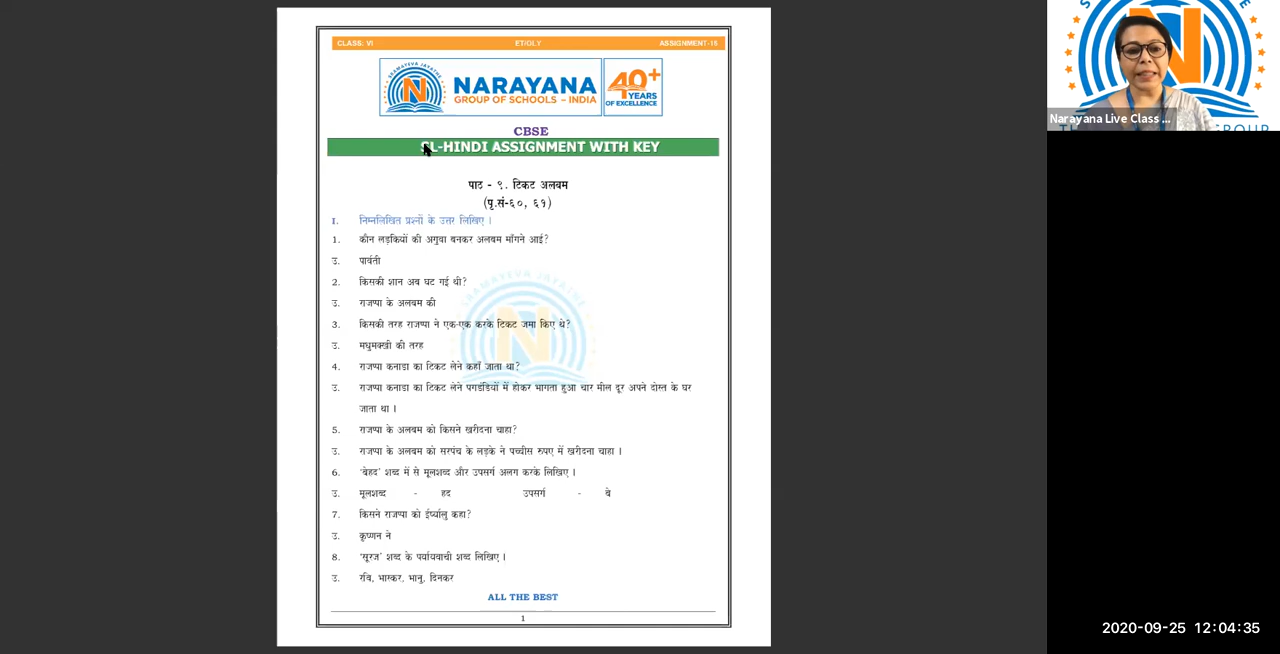 CLASS: VI ET/OLY ASSIGNMENT-15
SRAMAYEVA JAYATHE
N
NARAYANA
GROUP OF SCHOOLS - INDIA
40+
YEARS
OF EXCELLENCE
CBSE
SL-HINDI ASSIGNMENT WITH KEY
पाठ - ९. टिकट अलबम
(पृ.सं-६०, ६१)
I. निम्नलिखित प्रश्नों के उत्तर लिखिए ।
1. कौन लड़कियों की अगुवा बनकर अलबम माँगने आई?
उ. पार्वती
2. किसकी शान अब घट गई थी?
उ. राजप्पा के अलबम की
3. किसकी तरह राजप्पा ने एक-एक करके टिकट जमा किए थे?
उ. मधुमक्खी की तरह
4. राजप्पा कनाडा का टिकट लेने कहाँ जाता था?
उ. राजप्पा कनाडा का टिकट लेने पगडंडियों में होकर भागता हुआ चार मील दूर अपने दोस्त के घर
जाता था ।
5. राजप्पा के अलबम को किसने खरीदना चाहा?
उ. राजप्पा के अलबम को सरपंच के लड़के ने पच्चीस रुपए में खरीदना चाहा ।
6. 'बेहद' शब्द में से मूलशब्द और उपसर्ग अलग करके लिखिए ।
उ. मूलशब्द - हद उपसर्ग - बे
7. किसने राजप्पा को ईर्ष्यालु कहा?
उ. कृष्णन ने
8. 'सूरज' शब्द के पर्यायवाची शब्द लिखिए ।
उ. रवि, भास्कर, भानु, दिनकर
ALL THE BEST
1
Narayana Live Class ...
2020-09-25 12:04:35